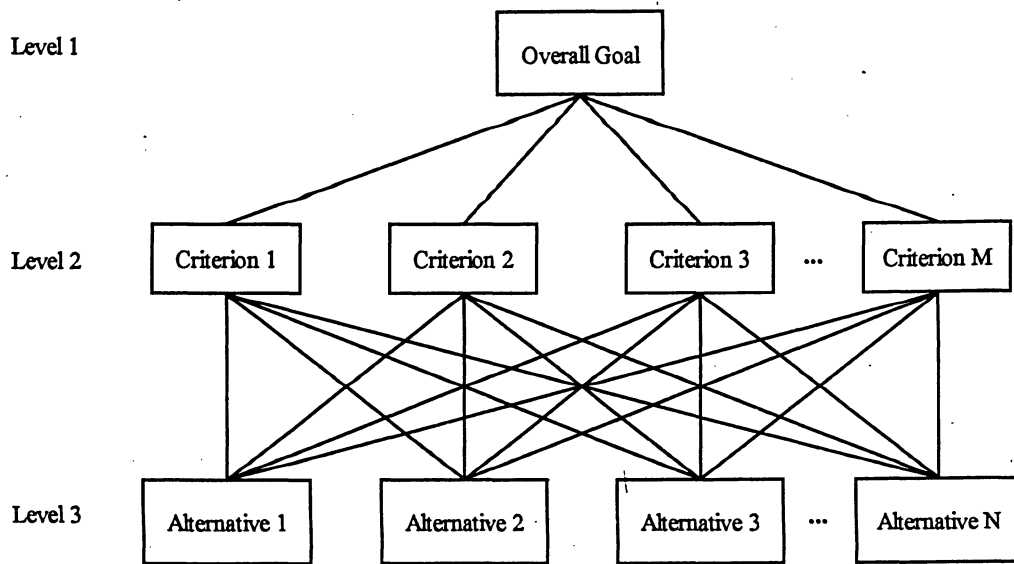 Level 1
Overall Goal
Level 2
Criterion 1
Criterion 2
Criterion 3
...
Criterion M
Level 3
Alternative 1
Alternative 2
Alternative 3
...
Alternative N